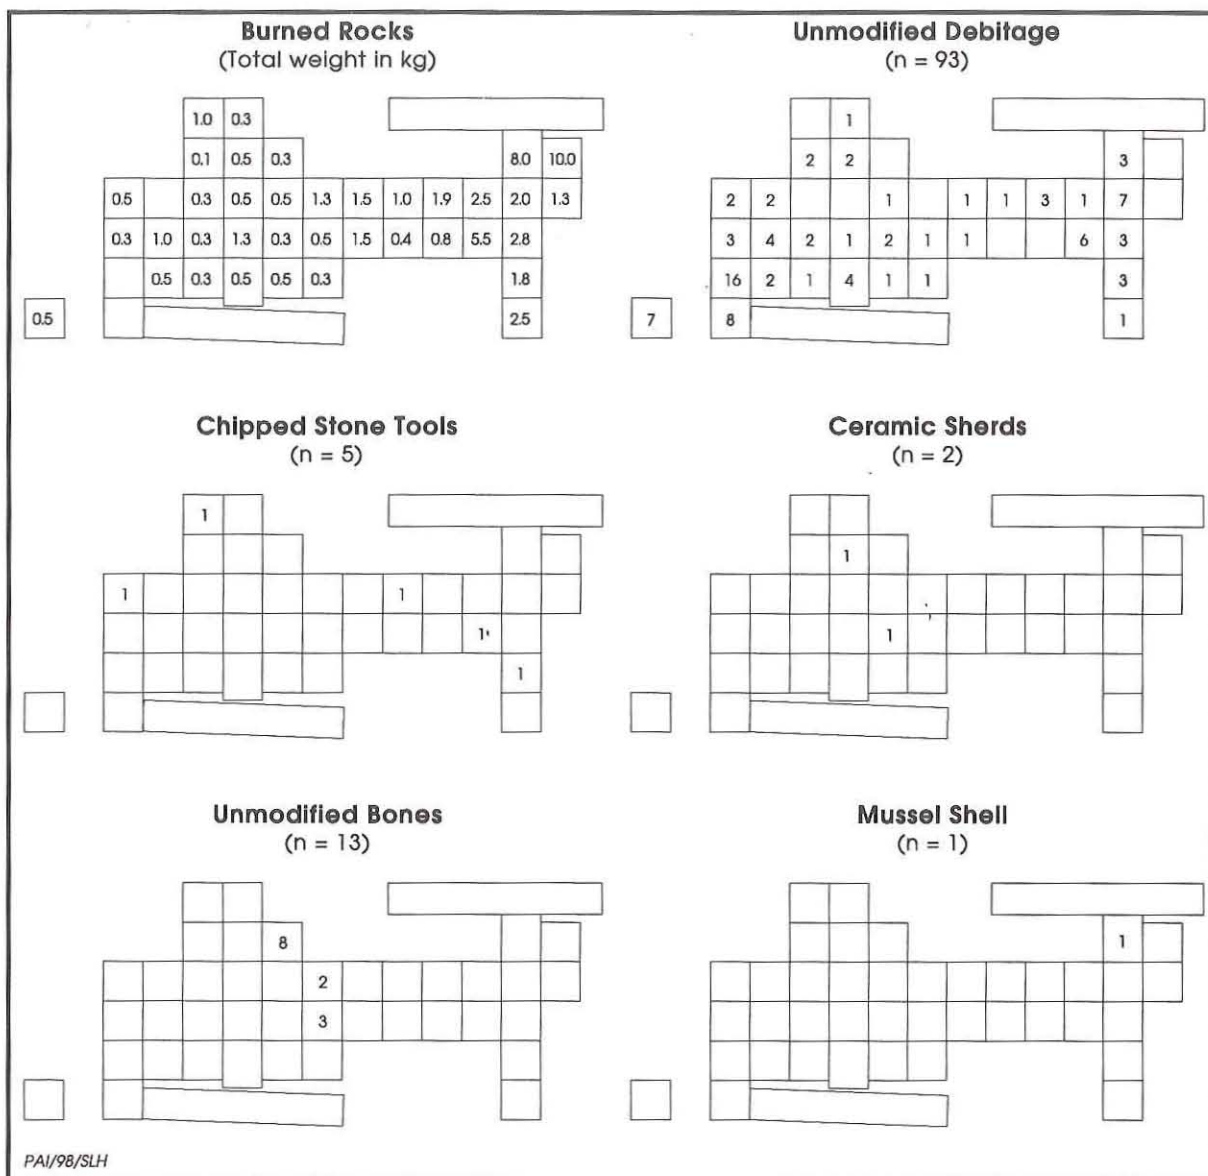 Burned Rocks
(Total weight in kg)
1.0 0.3
0.1 0.5 0.3 8.0 10.0
0.5 0.3 0.5 0.5 1.3 1.5 1.0 1.9 2.5 2.0 1.3
0.3 1.0 0.3 1.3 0.3 0.5 1.5 0.4 0.8 5.5 2.8
0.5 0.3 0.5 0.5 0.3 1.8
0.5 2.5
Unmodified Debitage
(n = 93)
1
2 2 3
2 2 1 1 1 3 1 7
3 4 2 1 2 1 1 6 3
16 2 1 4 1 1 3
7 8 1
Chipped Stone Tools
(n = 5)
1
1 1
1
1
Ceramic Sherds
(n = 2)
1
1
Unmodified Bones
(n = 13)
8
2
3
Mussel Shell
(n = 1)
1
PAI/98/SLH